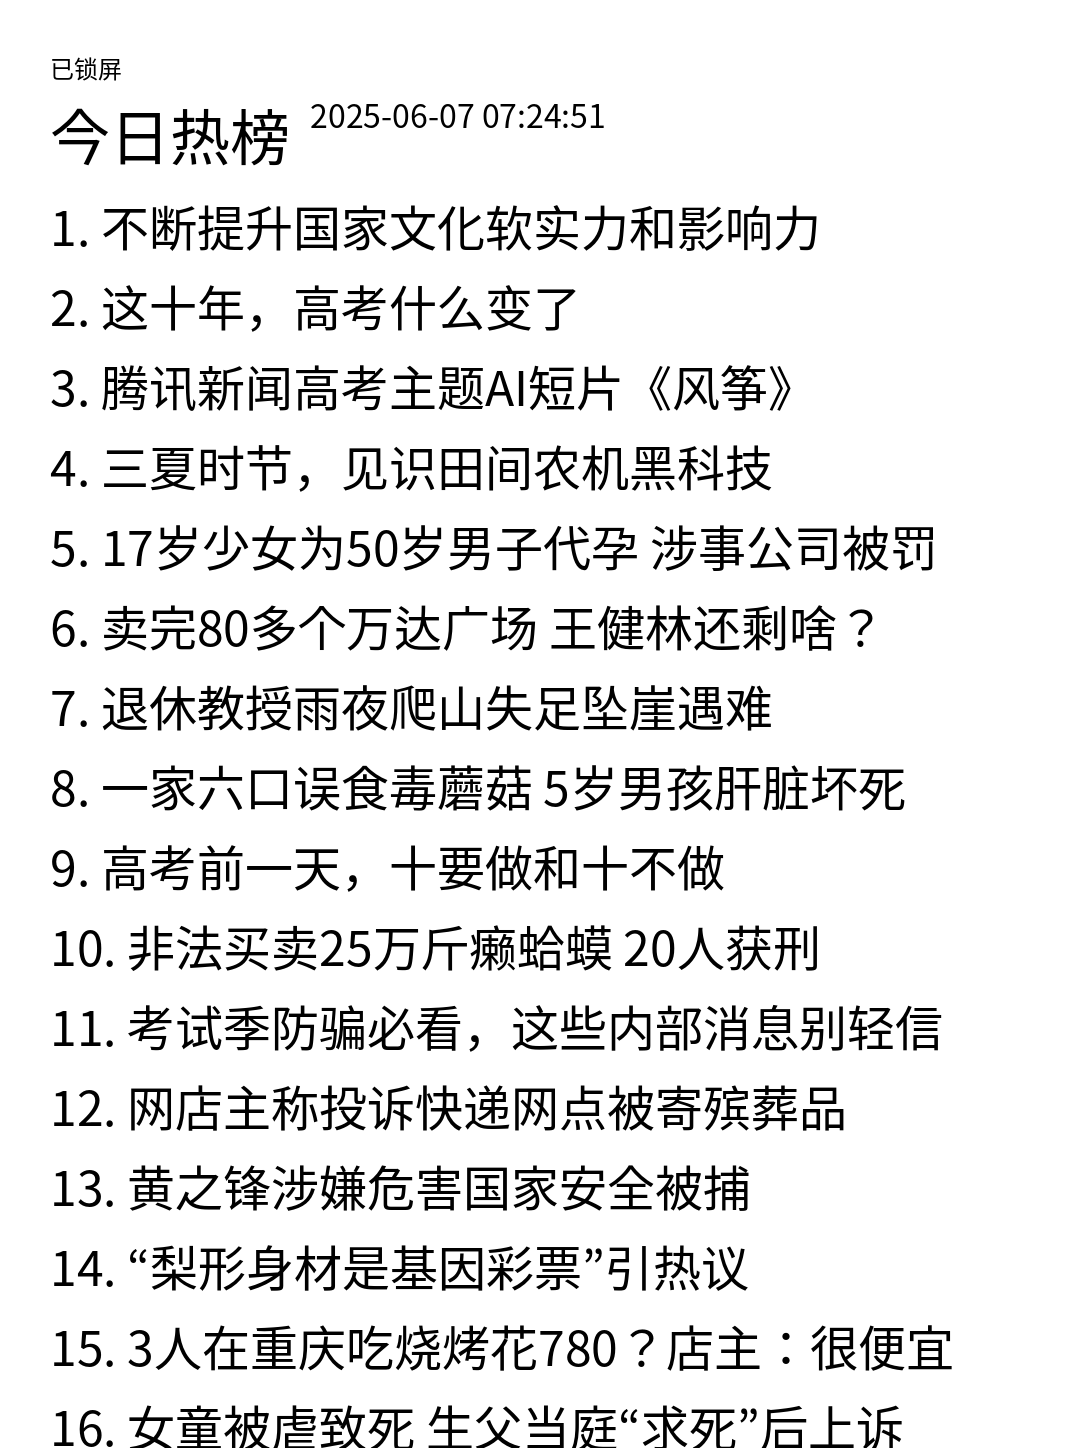 已锁屏
今日热榜 2025-06-07 07:24:51
1. 不断提升国家文化软实力和影响力
2. 这十年，高考什么变了
3. 腾讯新闻高考主题AI短片《风筝》
4. 三夏时节，见识田间农机黑科技
5. 17岁少女为50岁男子代孕 涉事公司被罚
6. 卖完80多个万达广场 王健林还剩啥？
7. 退休教授雨夜爬山失足坠崖遇难
8. 一家六口误食毒蘑菇 5岁男孩肝脏坏死
9. 高考前一天，十要做和十不做
10. 非法买卖25万斤癞蛤蟆 20人获刑
11. 考试季防骗必看，这些内部消息别轻信
12. 网店主称投诉快递网点被寄殡葬品
13. 黄之锋涉嫌危害国家安全被捕
14. “梨形身材是基因彩票”引热议
15. 3人在重庆吃烧烤花780？店主：很便宜
16. 女童被虐致死 生父当庭“求死”后上诉